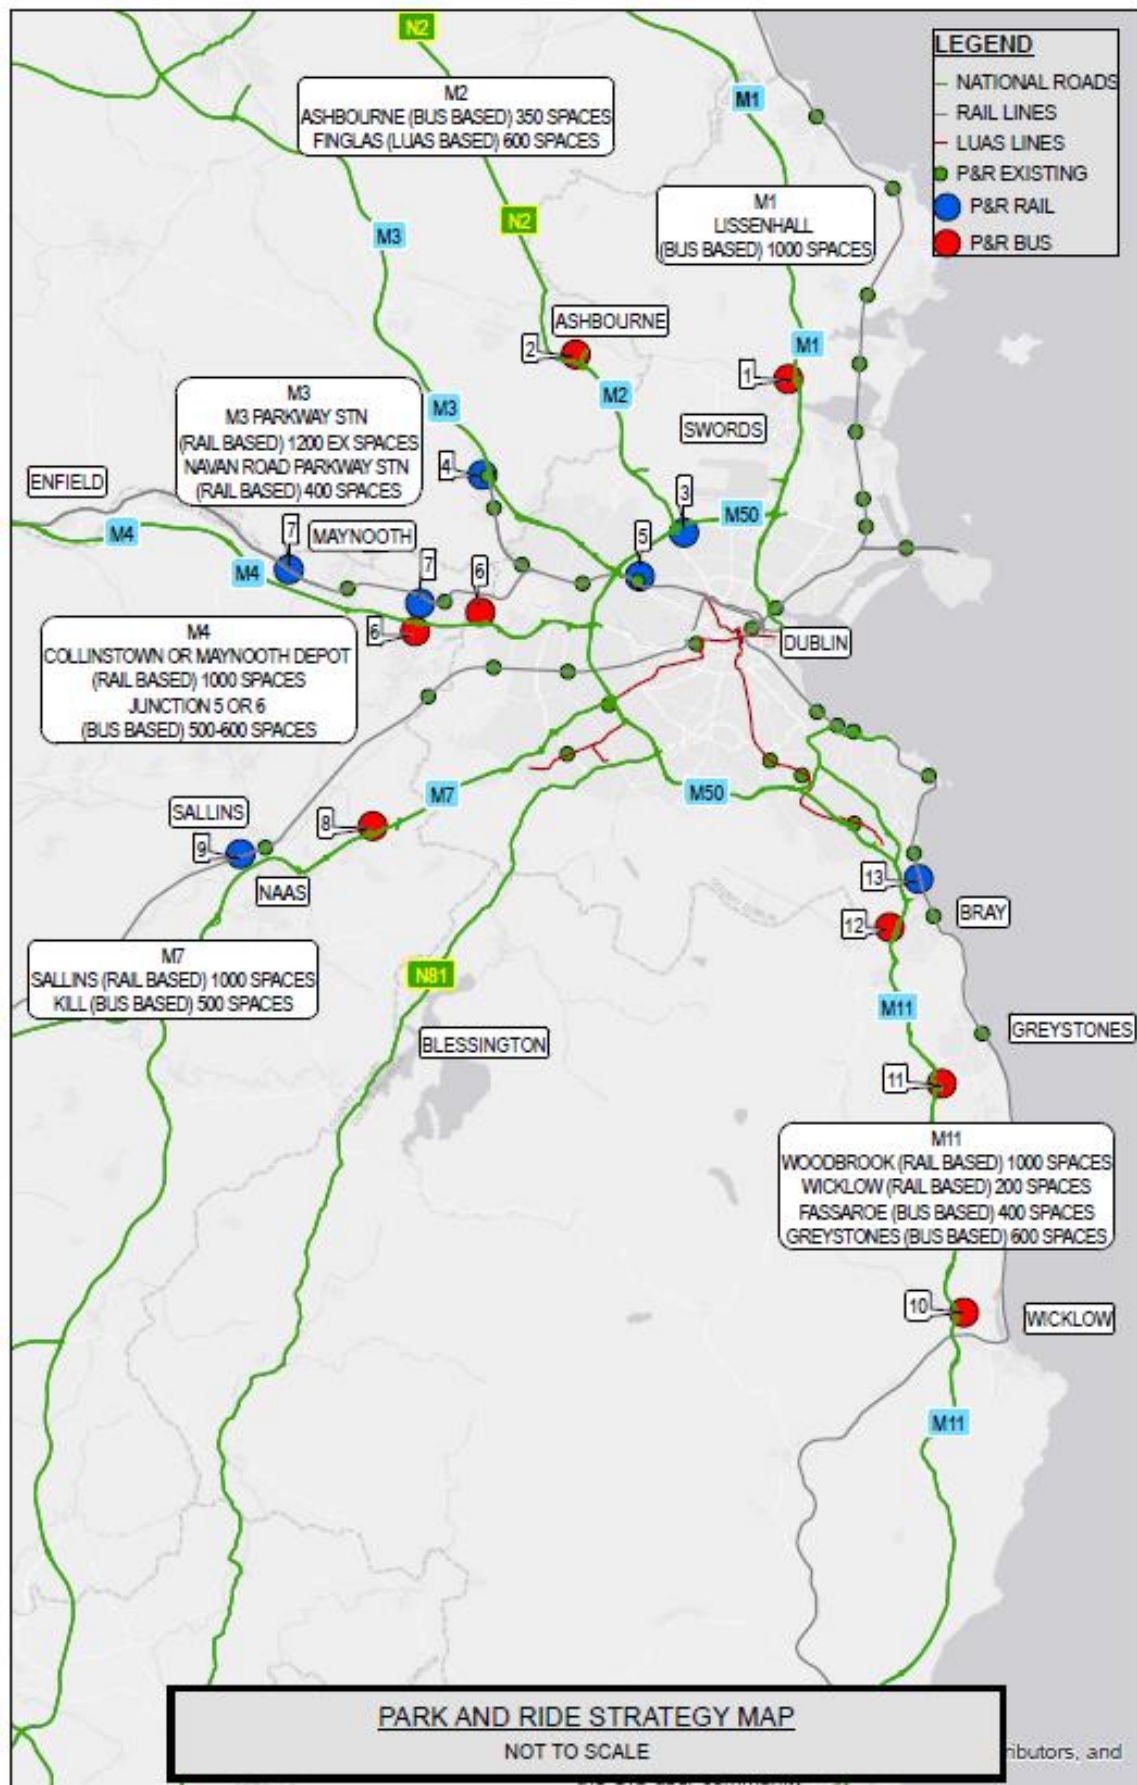 N2
M1
LEGEND
NATIONAL ROADS
RAIL LINES
LUAS LINES
P&R EXISTING
P&R RAIL
P&R BUS
M2
ASHBOURNE (BUS BASED) 350 SPACES
FINGLAS (LUAS BASED) 600 SPACES
M1
LISSENHALL
(BUS BASED) 1000 SPACES
M3
N2
ASHBOURNE
2
M1
1
M2
M3
SWORDS
M3
M3 PARKWAY STN
(RAIL BASED) 1200 EX SPACES
NAVAN ROAD PARKWAY STN
(RAIL BASED) 400 SPACES
4
ENFIELD
M4
3
M50
7
MAYNOOTH
M4
7
6
5
6
DUBLIN
M4
COLLINSTOWN OR MAYNOOTH DEPOT
(RAIL BASED) 1000 SPACES
JUNCTION 5 OR 6
(BUS BASED) 500-600 SPACES
M7
M50
SALLINS
8
9
NAAS
13
BRAY
12
M7
SALLINS (RAIL BASED) 1000 SPACES
KILL (BUS BASED) 500 SPACES
N81
BLESSINGTON
M11
GREYSTONES
11
M11
WOODBROOK (RAIL BASED) 1000 SPACES
WICKLOW (RAIL BASED) 200 SPACES
FASSAROE (BUS BASED) 400 SPACES
GREYSTONES (BUS BASED) 600 SPACES
10
WICKLOW
M11
PARK AND RIDE STRATEGY MAP
NOT TO SCALE
ributors, and